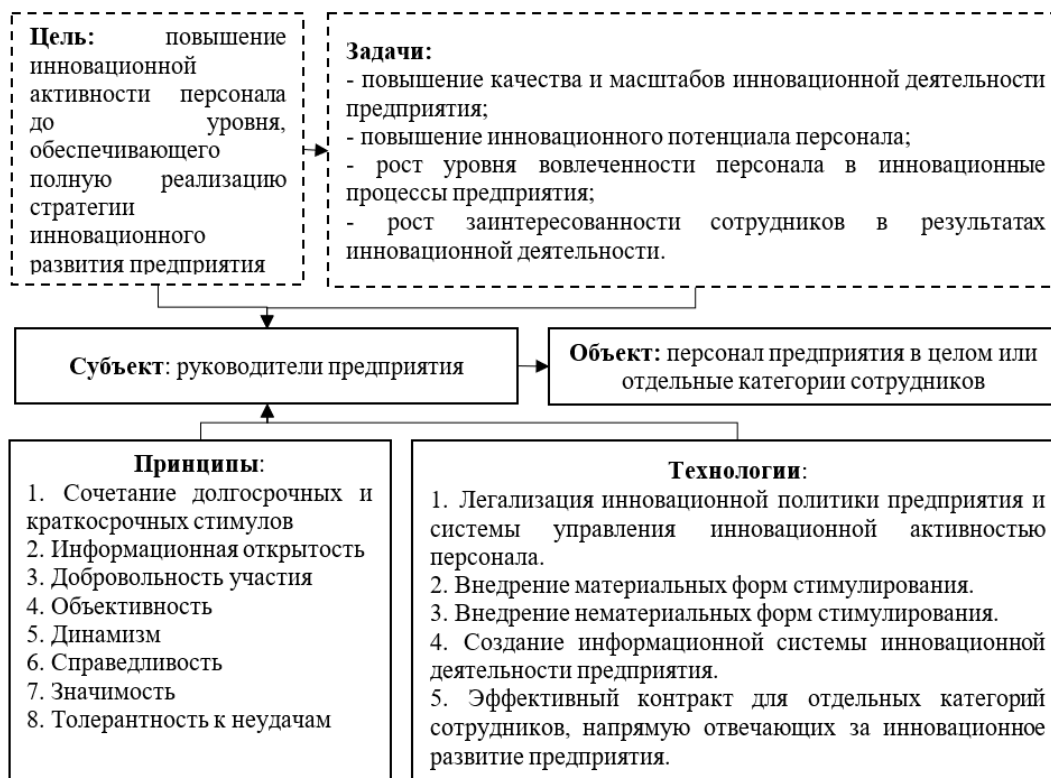 Цель: повышение
инновационной
активности персонала
до уровня,
обеспечивающего
полную реализацию
стратегии
инновационного
развития предприятия
Задачи:
- повышение качества и масштабов инновационной деятельности
предприятия;
- повышение инновационного потенциала персонала;
- рост уровня вовлеченности персонала в инновационные
процессы предприятия;
- рост заинтересованности сотрудников в результатах
инновационной деятельности.
Субъект: руководители предприятия
Объект: персонал предприятия в целом или
отдельные категории сотрудников
Принципы:
1. Сочетание долгосрочных и
краткосрочных стимулов
2. Информационная открытость
3. Добровольность участия
4. Объективность
5. Динамизм
6. Справедливость
7. Значимость
8. Толерантность к неудачам
Технологии:
1. Легализация инновационной политики предприятия и
системы управления инновационной активностью
персонала.
2. Внедрение материальных форм стимулирования.
3. Внедрение нематериальных форм стимулирования.
4. Создание информационной системы инновационной
деятельности предприятия.
5. Эффективный контракт для отдельных категорий
сотрудников, напрямую отвечающих за инновационное
развитие предприятия.